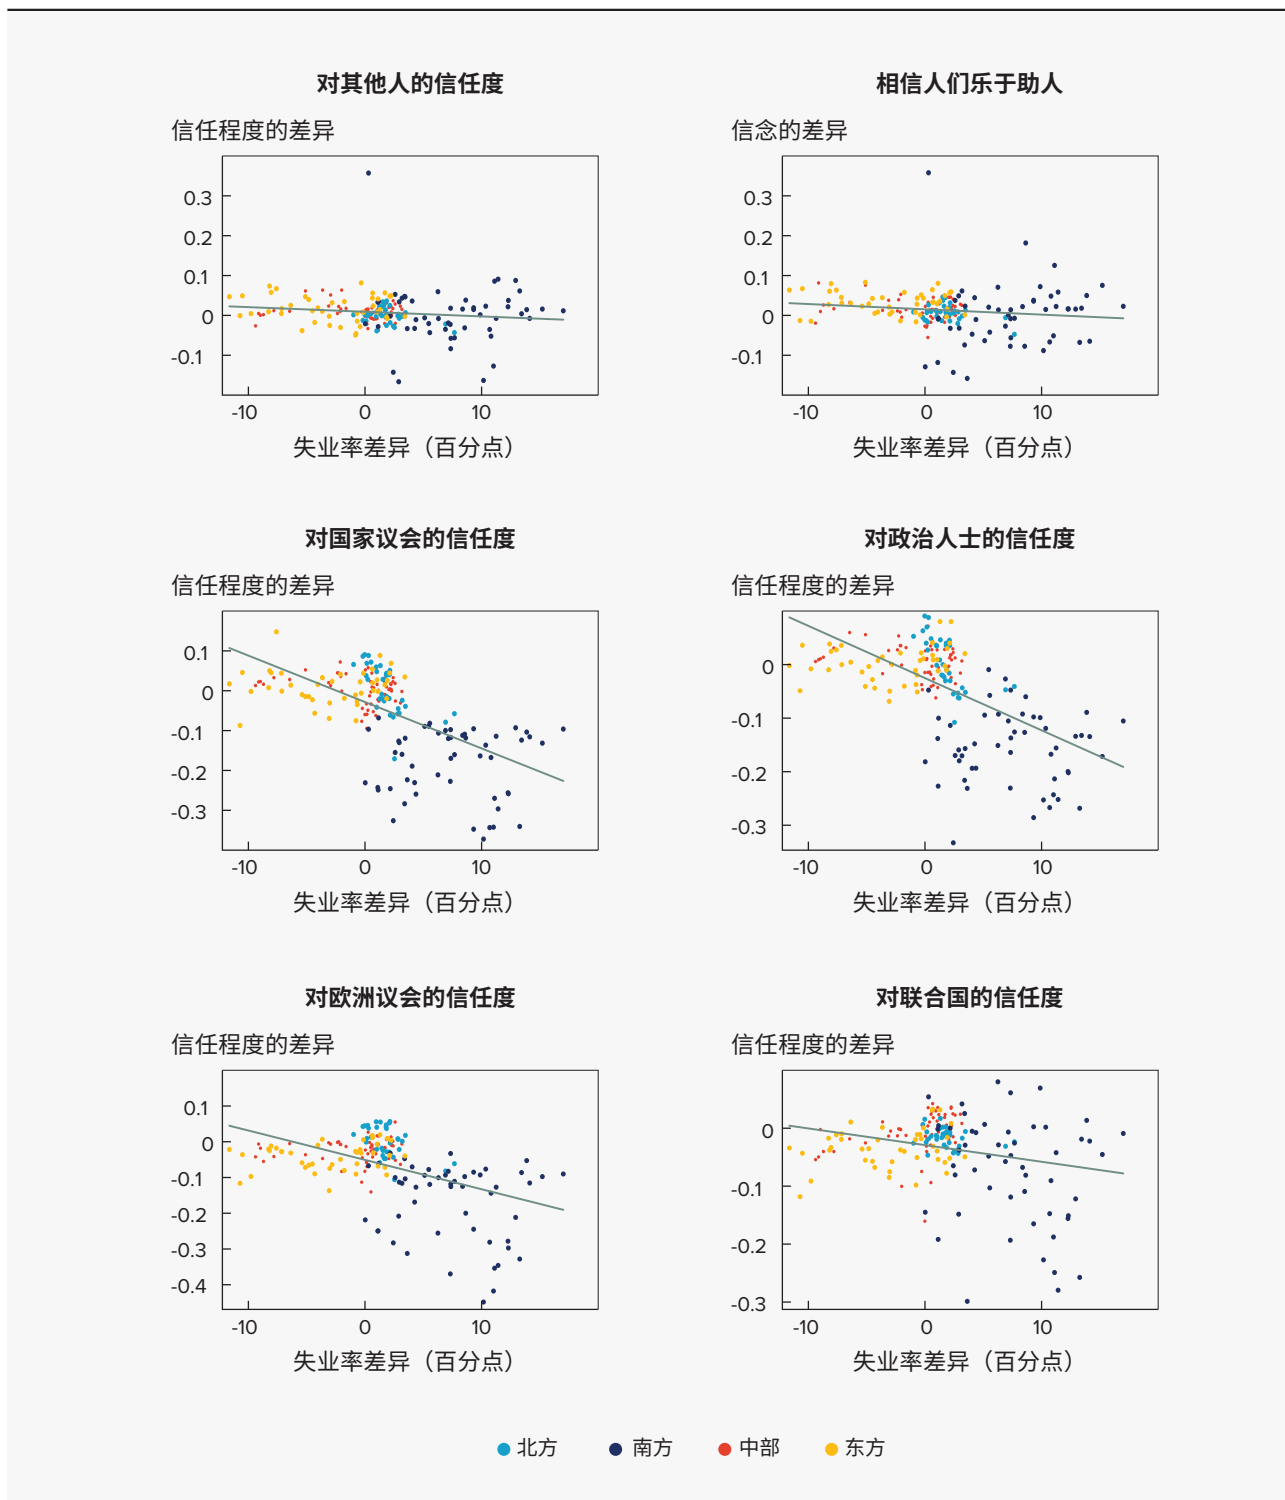 对其他人的信任度
信任程度的差异
0.3
0.2
0.1
0
-0.1
-10 0 10
失业率差异（百分点）
相信人们乐于助人
信念的差异
0.3
0.2
0.1
0
-0.1
-10 0 10
失业率差异（百分点）
对国家议会的信任度
信任程度的差异
0.1
0
-0.1
-0.2
-0.3
-10 0 10
失业率差异（百分点）
对政治人士的信任度
信任程度的差异
0
-0.1
-0.2
-0.3
-10 0 10
失业率差异（百分点）
对欧洲议会的信任度
信任程度的差异
0.1
0
-0.1
-0.2
-0.3
-0.4
-10 0 10
失业率差异（百分点）
对联合国的信任度
信任程度的差异
0
-0.1
-0.2
-0.3
-10 0 10
失业率差异（百分点）
北方 南方 中部 东方